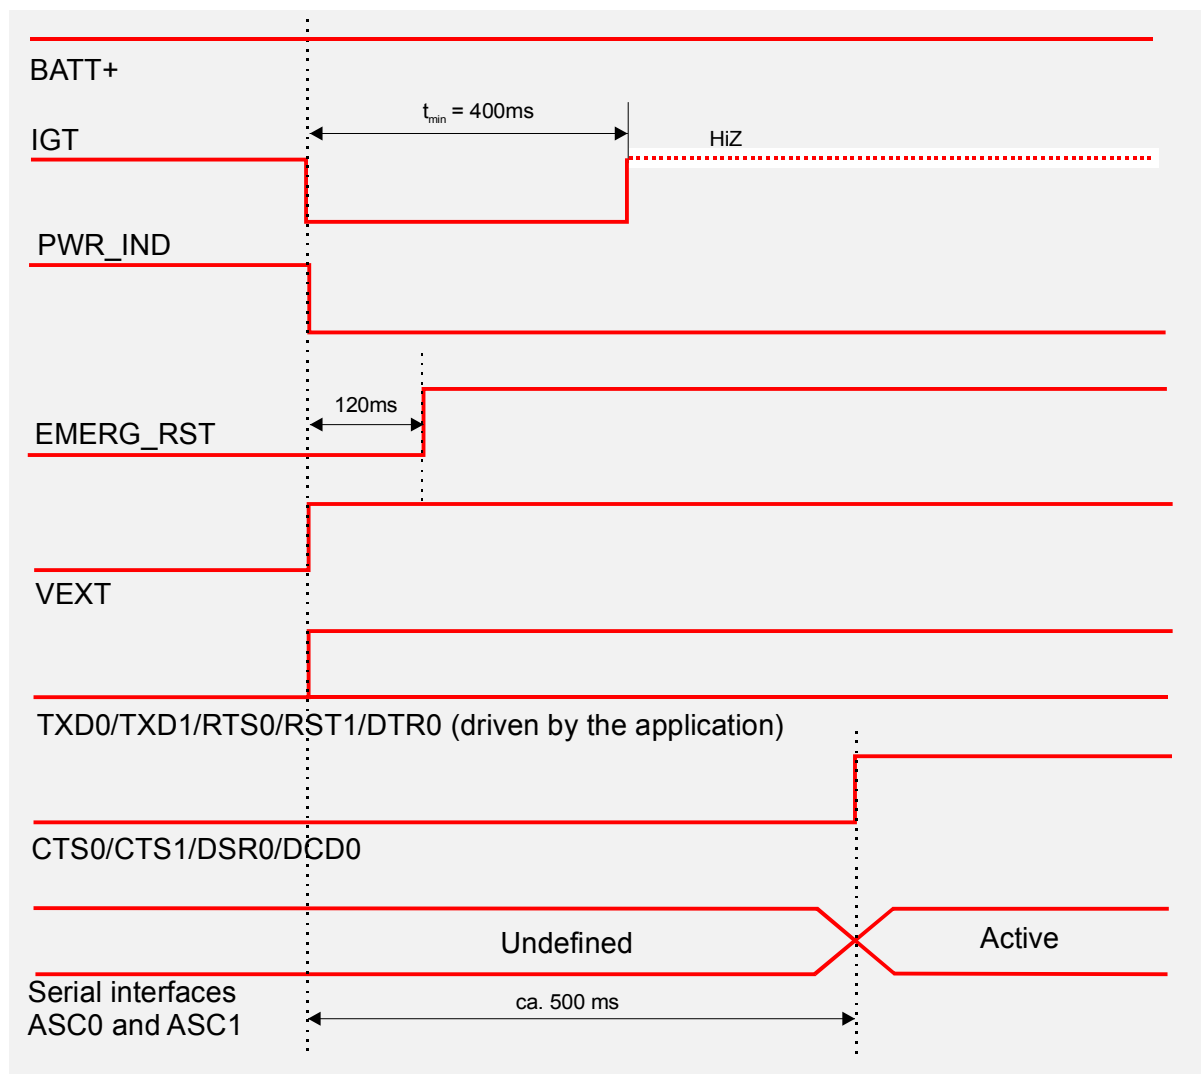 BATT+
tmin = 400ms
IGT
HiZ
PWR_IND
120ms
EMERG_RST
VEXT
TXD0/TXD1/RTS0/RST1/DTR0 (driven by the application)
CTS0/CTS1/DSR0/DCD0
Undefined
Active
Serial interfaces
ASC0 and ASC1
ca. 500 ms